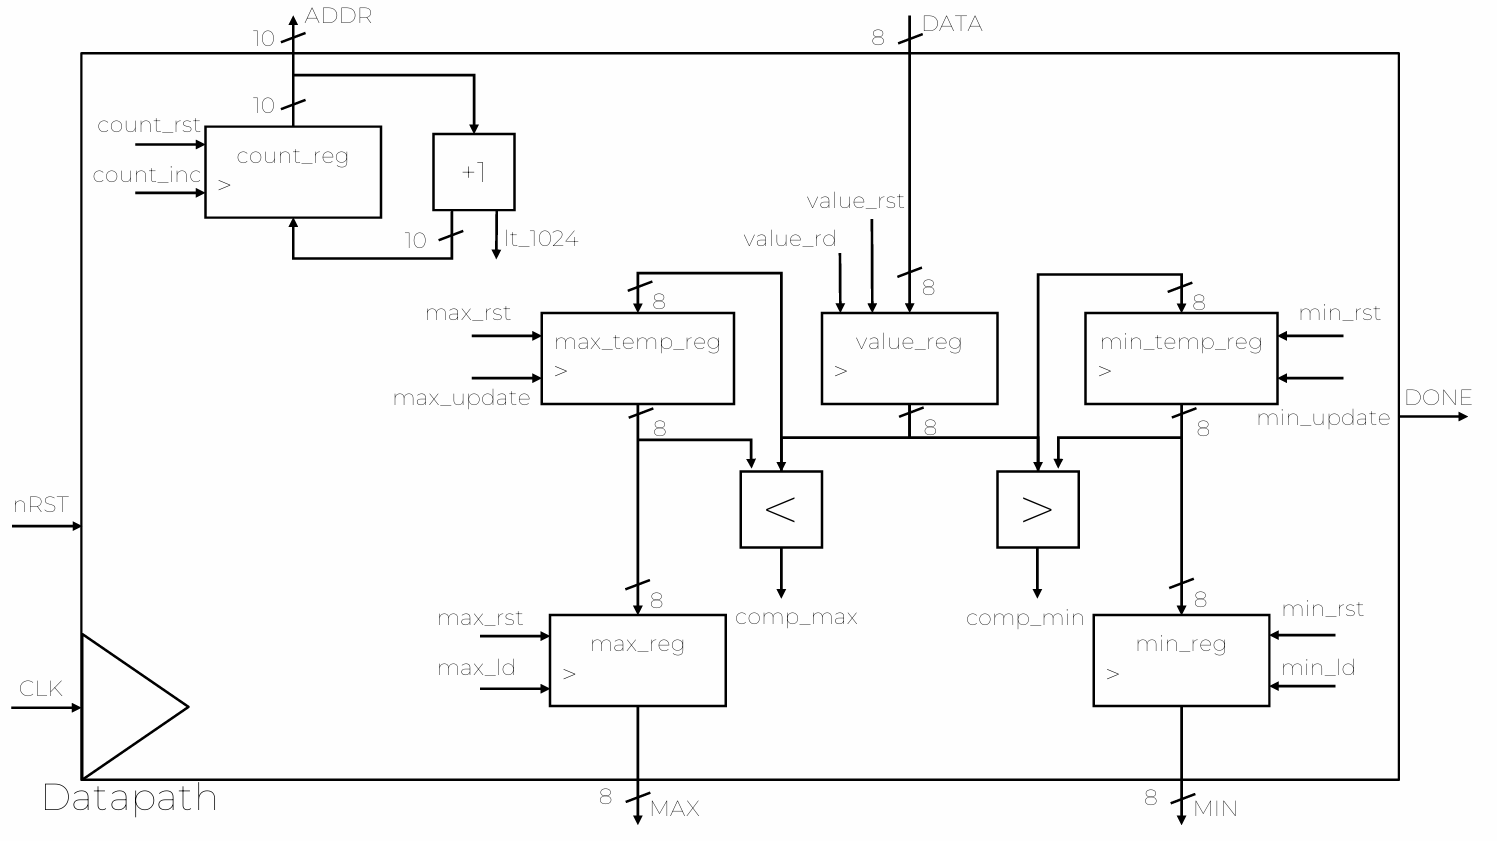 ADDR
DATA
10
8
10
count_rst
count_reg
count_inc
>
+1
value_rst
value_rd
10
lt_1024
8
8
8
max_rst
min_rst
max_temp_reg
value_reg
min_temp_reg
>
>
>
max_update
DONE
min_update
8
8
8
nRST
<
>
8
8
max_rst
comp_max
comp_min
min_rst
max_reg
min_reg
max_ld
min_ld
>
>
CLK
Datapath
8
MAX
8
MIN